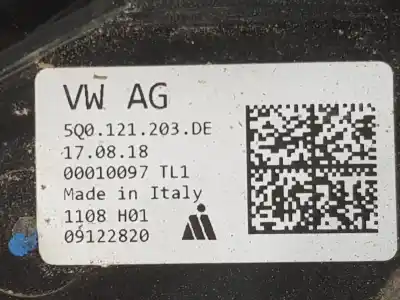 VW AG
5Q0.121.203.DE
17.08.18
00010097 TL1
Made in Italy
1108 H01
09122820